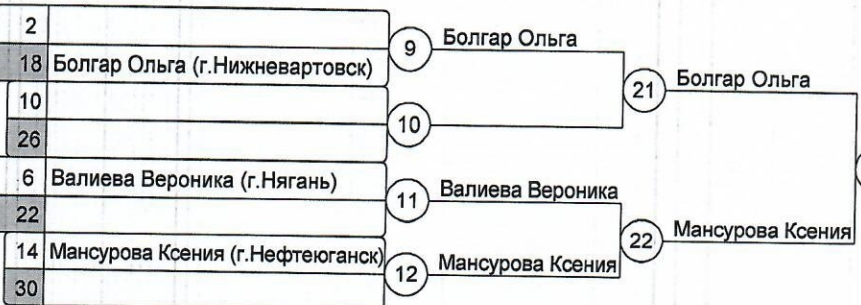 2
18 Болгар Ольга (г.Нижневартовск)
9 Болгар Ольга
10
26
10
21 Болгар Ольга
6 Валиева Вероника (г.Нягань)
22
11 Валиева Вероника
14 Мансурова Ксения (г.Нефтеюганск)
30
12 Мансурова Ксения
22 Мансурова Ксения